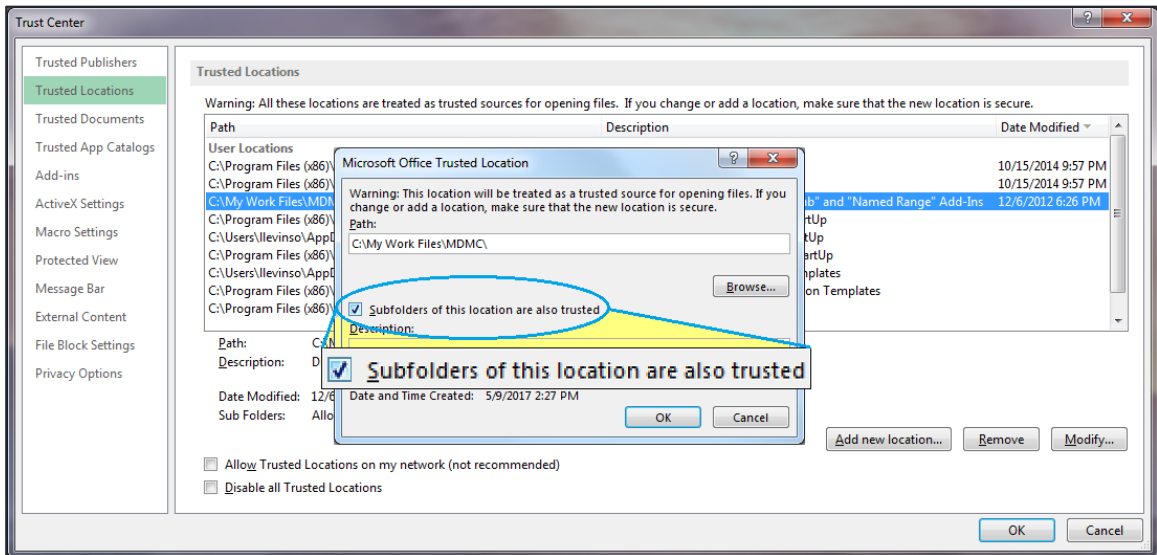 Trust Center
Trusted Publishers
Trusted Locations
Trusted Documents
Trusted App Catalogs
Add-ins
ActiveX Settings
Macro Settings
Protected View
Message Bar
External Content
File Block Settings
Privacy Options
Trusted Locations
Warning: All these locations are treated as trusted sources for opening files. If you change or add a location, make sure that the new location is secure.
Path Description Date Modified
User Locations
C:\Program Files (x86)\ 10/15/2014 9:57 PM
C:\Program Files (x86)\ 10/15/2014 9:57 PM
C:\My Work Files\MDM and "Named Range" Add-Ins 12/6/2012 6:26 PM
C:\Program Files (x86)\
C:\Users\llevinso\App
C:\Program Files (x86)\
C:\Users\llevinso\App
C:\Program Files (x86)\ on Templates
C:\Program Files (x86)\
Microsoft Office Trusted Location
Warning: This location will be treated as a trusted source for opening files. If you
change or add a location, make sure that the new location is secure.
Path:
C:\My Work Files\MDMC\
Browse...
Subfolders of this location are also trusted
Description:
Subfolders of this location are also trusted
Date and Time Created: 5/9/2017 2:27 PM
OK Cancel
Path:
Description:
Date Modified:
Sub Folders:
Add new location... Remove Modify...
Allow Trusted Locations on my network (not recommended)
Disable all Trusted Locations
OK Cancel